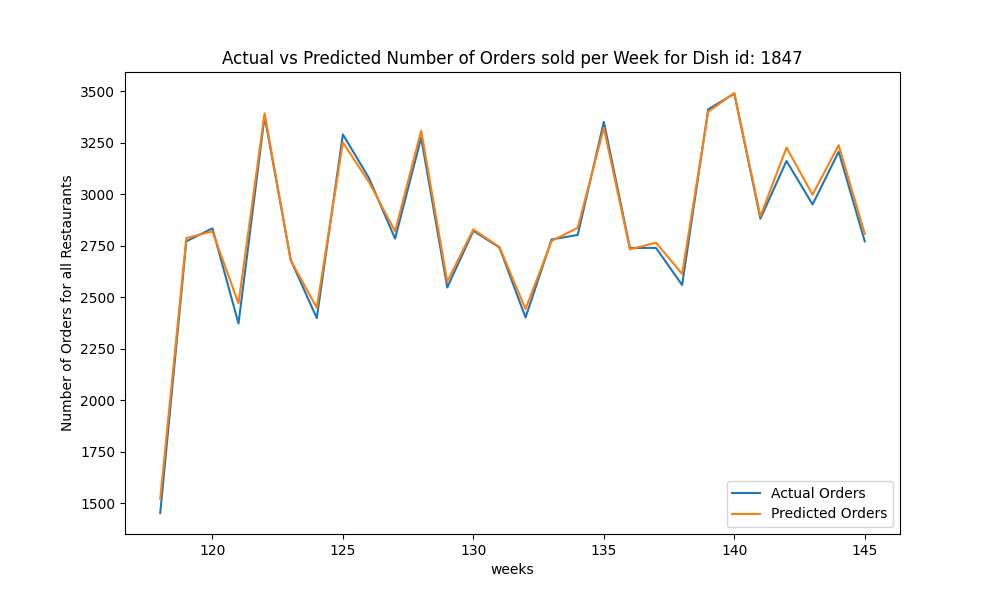 Actual vs Predicted Number of Orders sold per Week for Dish id: 1847
Number of Orders for all Restaurants
3500
3250
3000
2750
2500
2250
2000
1750
1500
Actual Orders
Predicted Orders
120 125 130 135 140 145
weeks